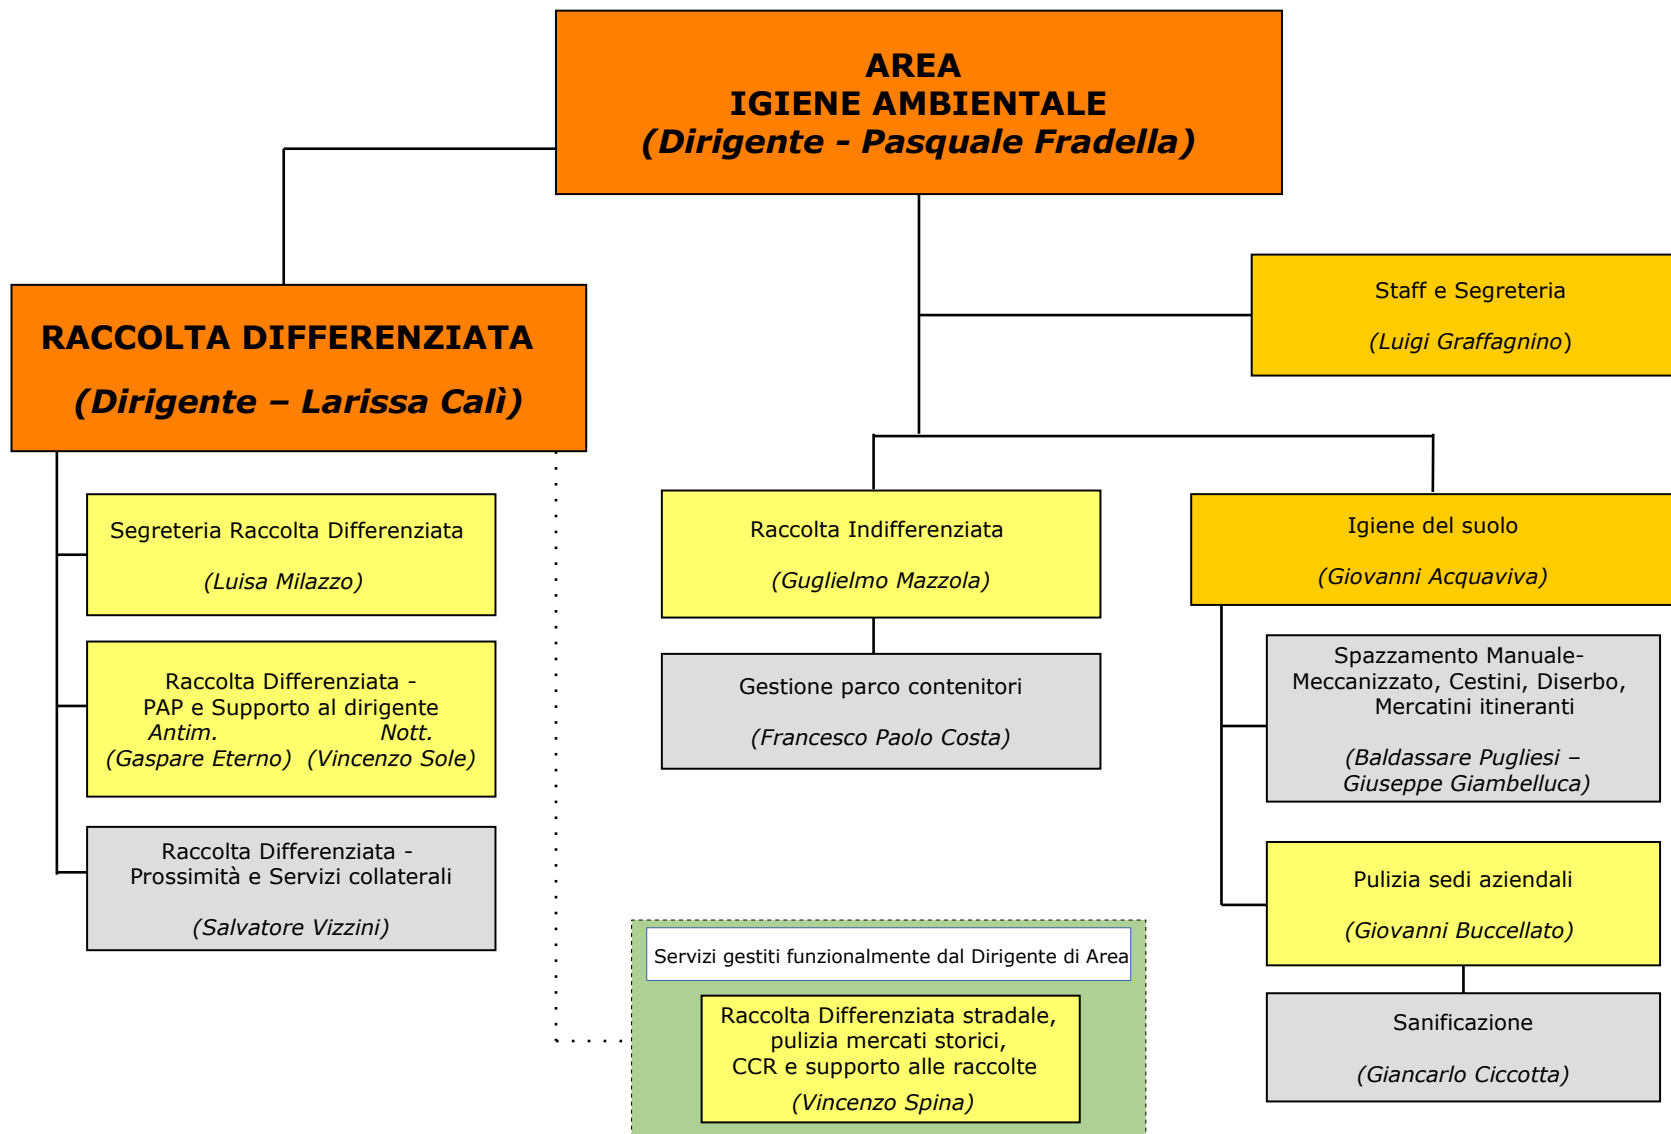 AREA
IGIENE AMBIENTALE
(Dirigente - Pasquale Fradella)
RACCOLTA DIFFERENZIATA
(Dirigente – Larissa Calì)
Staff e Segreteria
(Luigi Graffagnino)
Segreteria Raccolta Differenziata
(Luisa Milazzo)
Raccolta Differenziata -
PAP e Supporto al dirigente
Antim. Nott.
(Gaspare Eterno) (Vincenzo Sole)
Raccolta Differenziata -
Prossimità e Servizi collaterali
(Salvatore Vizzini)
Raccolta Indifferenziata
(Guglielmo Mazzola)
Gestione parco contenitori
(Francesco Paolo Costa)
Igiene del suolo
(Giovanni Acquaviva)
Spazzamento Manuale-
Meccanizzato, Cestini, Diserbo,
Mercatini itineranti
(Baldassare Pugliesi –
Giuseppe Giambelluca)
Pulizia sedi aziendali
(Giovanni Buccellato)
Sanificazione
(Giancarlo Ciccotta)
Servizi gestiti funzionalmente dal Dirigente di Area
Raccolta Differenziata stradale,
pulizia mercati storici,
CCR e supporto alle raccolte
(Vincenzo Spina)